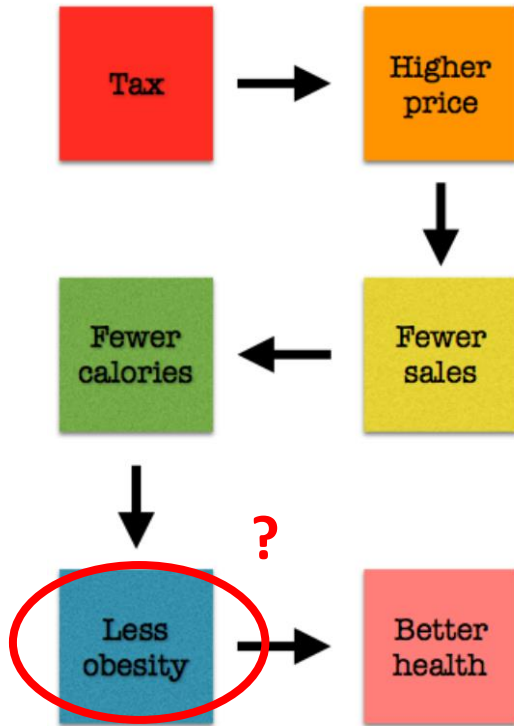 Tax
Higher
price
Fewer
calories
Fewer
sales
?
Less
obesity
Better
health